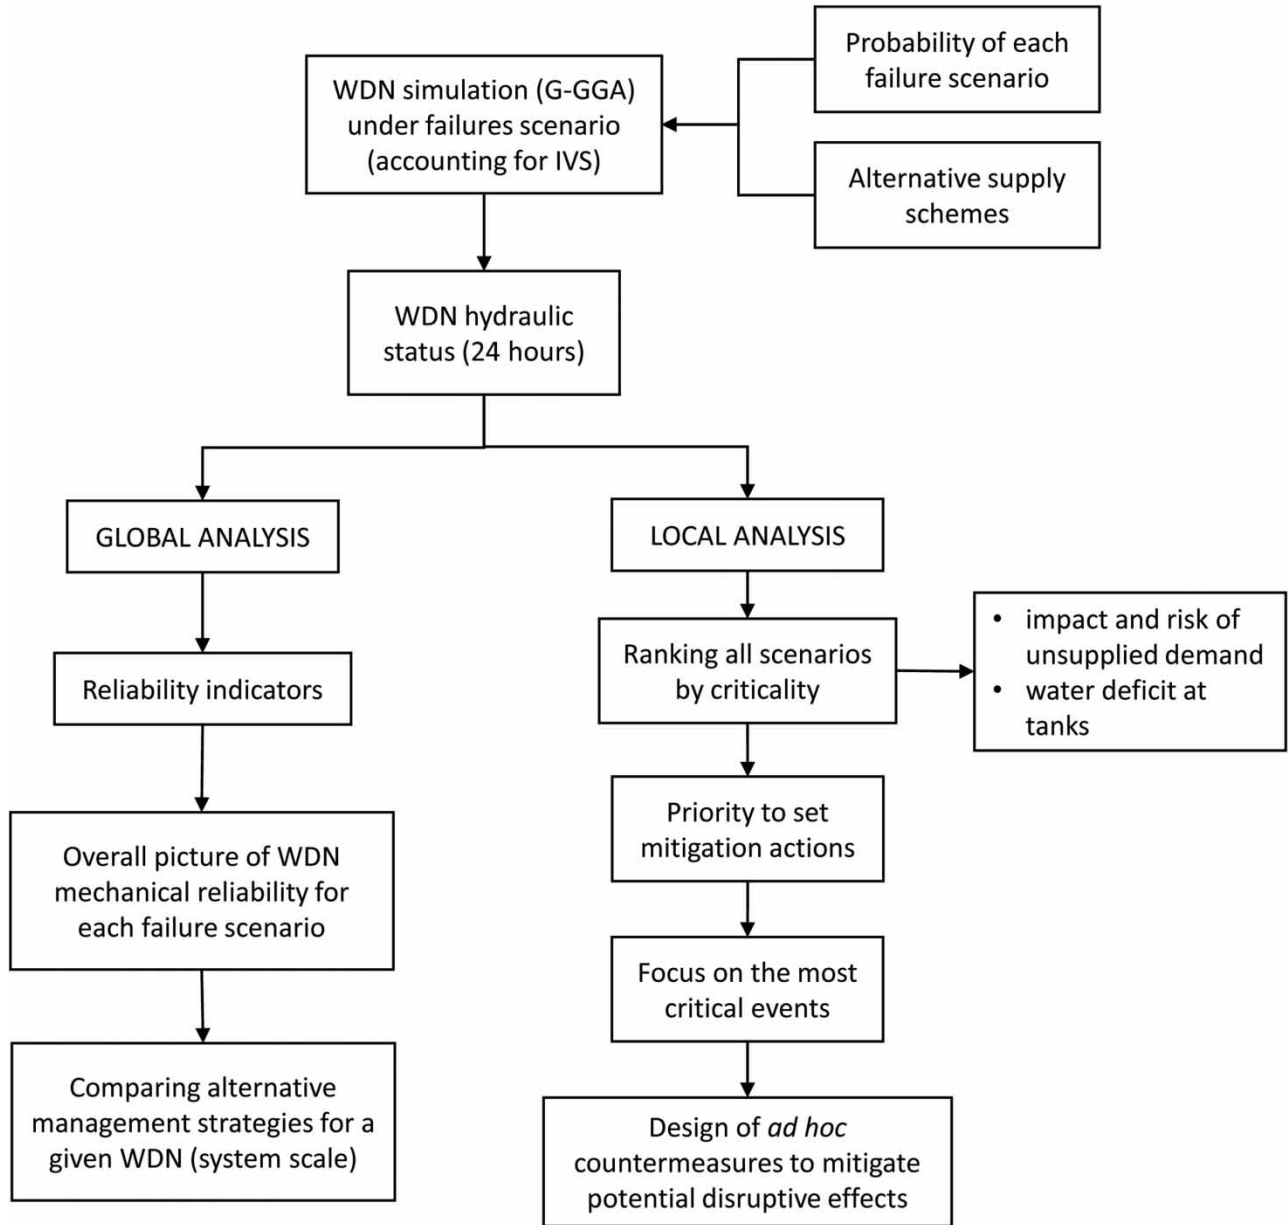 Probability of each
failure scenario
WDN simulation (G-GGA)
under failures scenario
(accounting for IVS)
Alternative supply
schemes
WDN hydraulic
status (24 hours)
GLOBAL ANALYSIS
Reliability indicators
Overall picture of WDN
mechanical reliability for
each failure scenario
Comparing alternative
management strategies for a
given WDN (system scale)
LOCAL ANALYSIS
Ranking all scenarios
by criticality
• impact and risk of
unsupplied demand
• water deficit at
tanks
Priority to set
mitigation actions
Focus on the most
critical events
Design of ad hoc
countermeasures to mitigate
potential disruptive effects